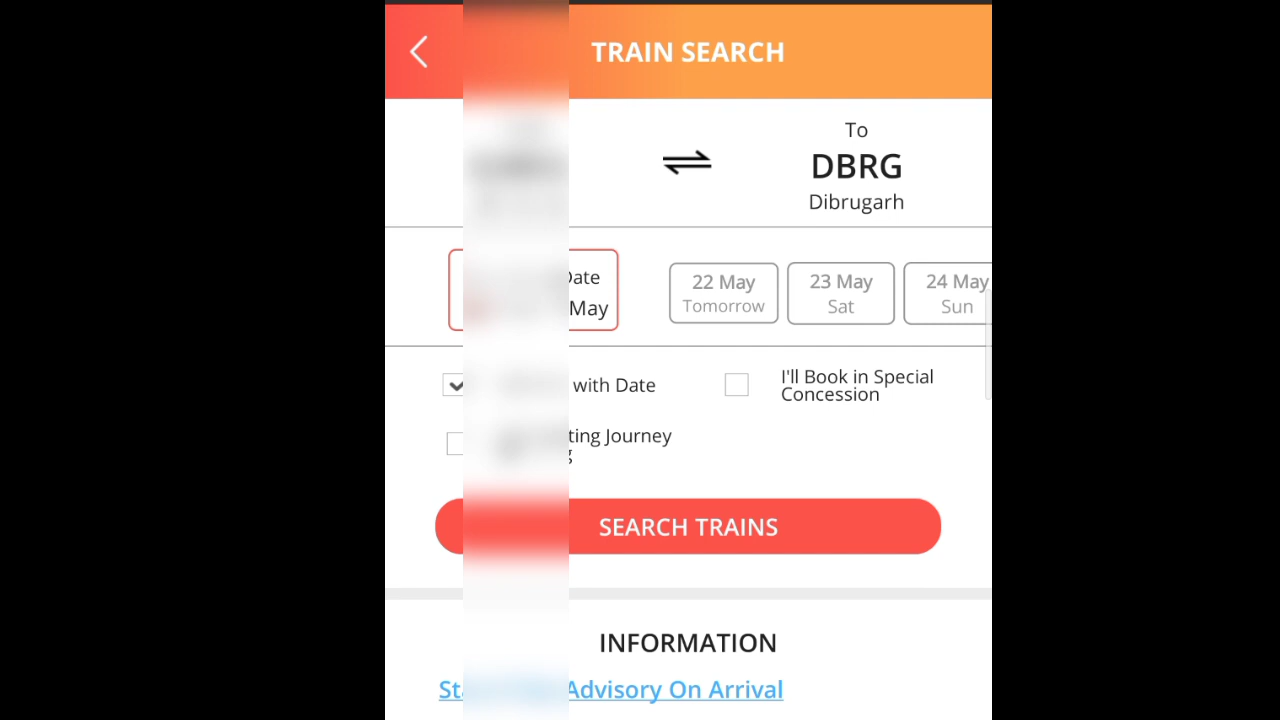 TRAIN SEARCH
To
DBRG
Dibrugarh
Date
May
22 May
Tomorrow
23 May
Sat
24 May
Sun
with Date
I'll Book in Special
Concession
Journey
SEARCH TRAINS
INFORMATION
Advisory On Arrival